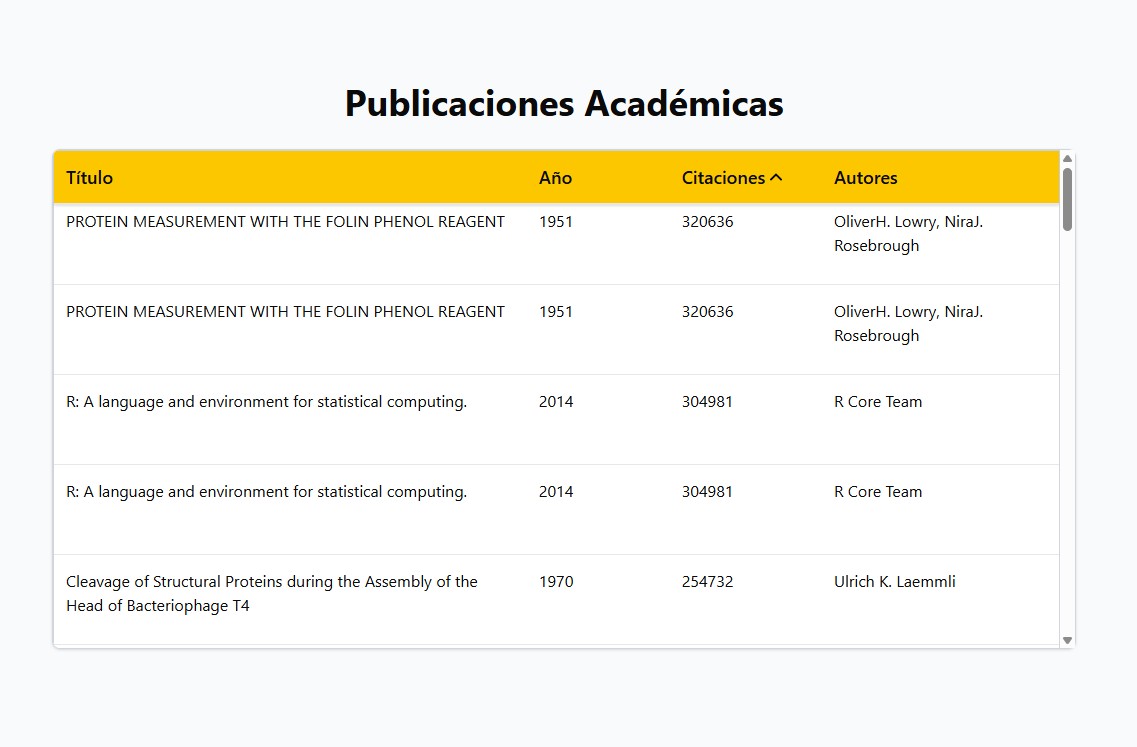 Publicaciones Académicas
Título Año Citaciones Autores
PROTEIN MEASUREMENT WITH THE FOLIN PHENOL REAGENT 1951 320636 OliverH. Lowry, NiraJ.
Rosebrough
PROTEIN MEASUREMENT WITH THE FOLIN PHENOL REAGENT 1951 320636 OliverH. Lowry, NiraJ.
Rosebrough
R: A language and environment for statistical computing. 2014 304981 R Core Team
R: A language and environment for statistical computing. 2014 304981 R Core Team
Cleavage of Structural Proteins during the Assembly of the 1970 254732 Ulrich K. Laemmli
Head of Bacteriophage T4